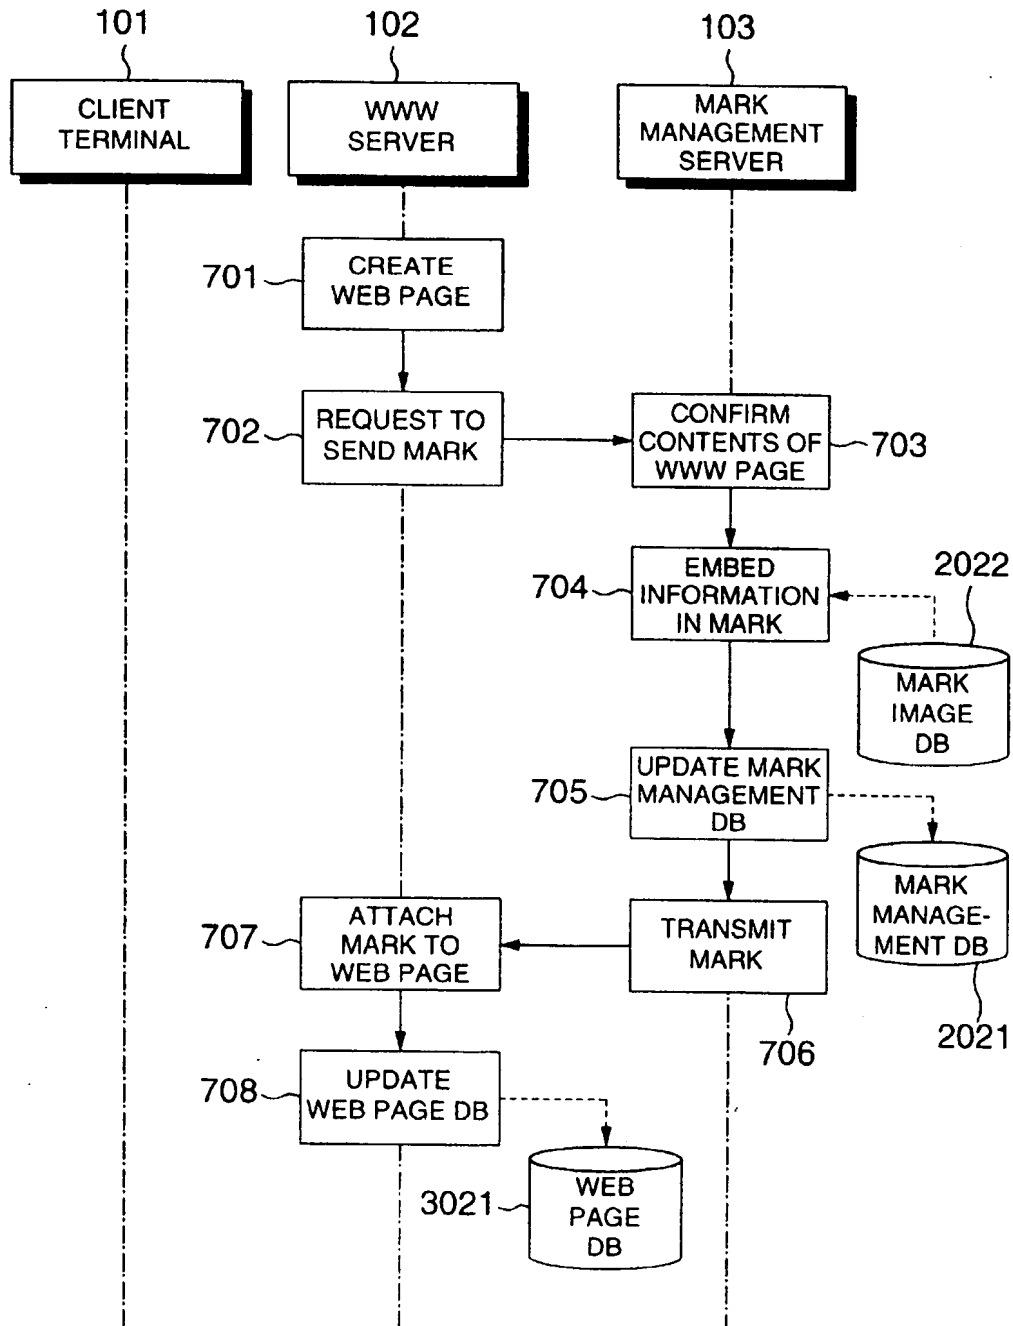 101
102
103
CLIENT
TERMINAL
WWW
SERVER
MARK
MANAGEMENT
SERVER
701
CREATE
WEB PAGE
702
REQUEST TO
SEND MARK
CONFIRM
CONTENTS OF
WWW PAGE
703
704
EMBED
INFORMATION
IN MARK
2022
MARK
IMAGE
DB
705
UPDATE MARK
MANAGEMENT
DB
MARK
MANAGE-
MENT DB
2021
707
ATTACH
MARK TO
WEB PAGE
TRANSMIT
MARK
706
708
UPDATE
WEB PAGE DB
3021
WEB
PAGE
DB